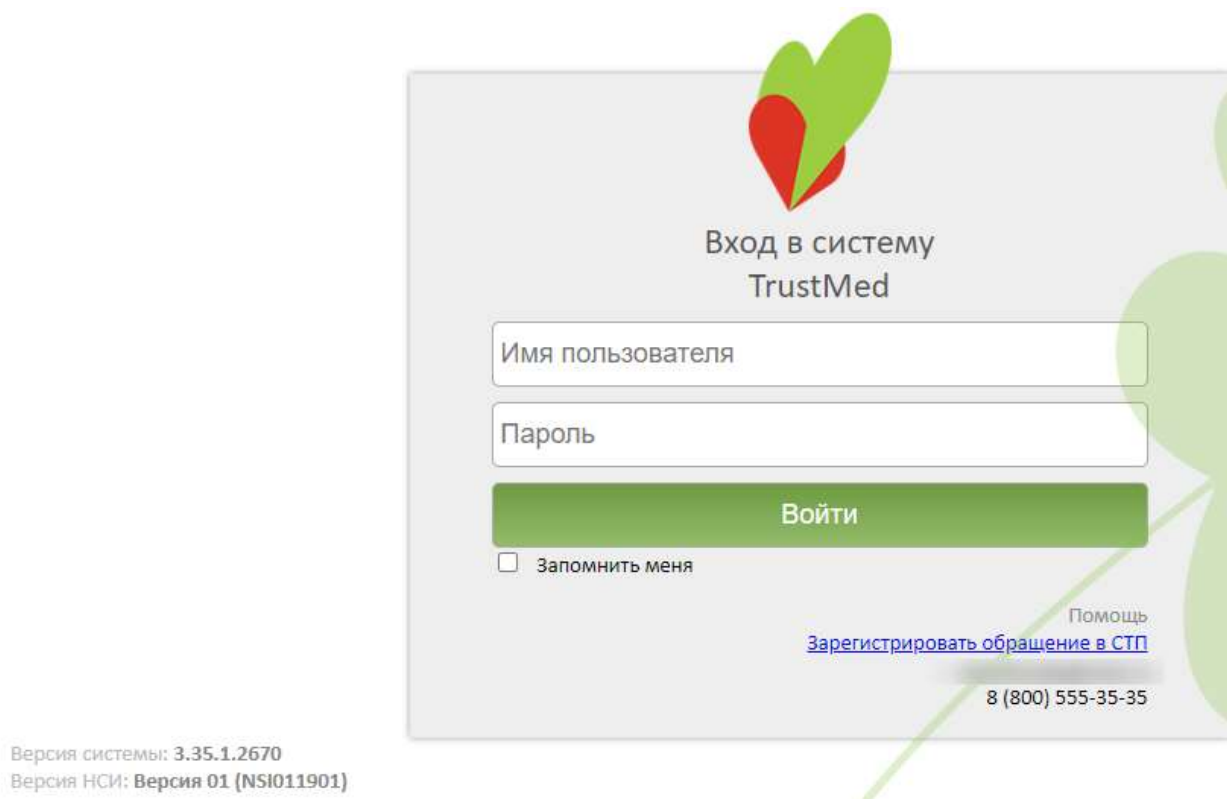 Вход в систему
TrustMed
Имя пользователя
Пароль
Войти
Запомнить меня
Помощь
Зарегистрировать обращение в СТП
8 (800) 555-35-35
Версия системы: 3.35.1.2670
Версия НСИ: Версия 01 (NSI011901)